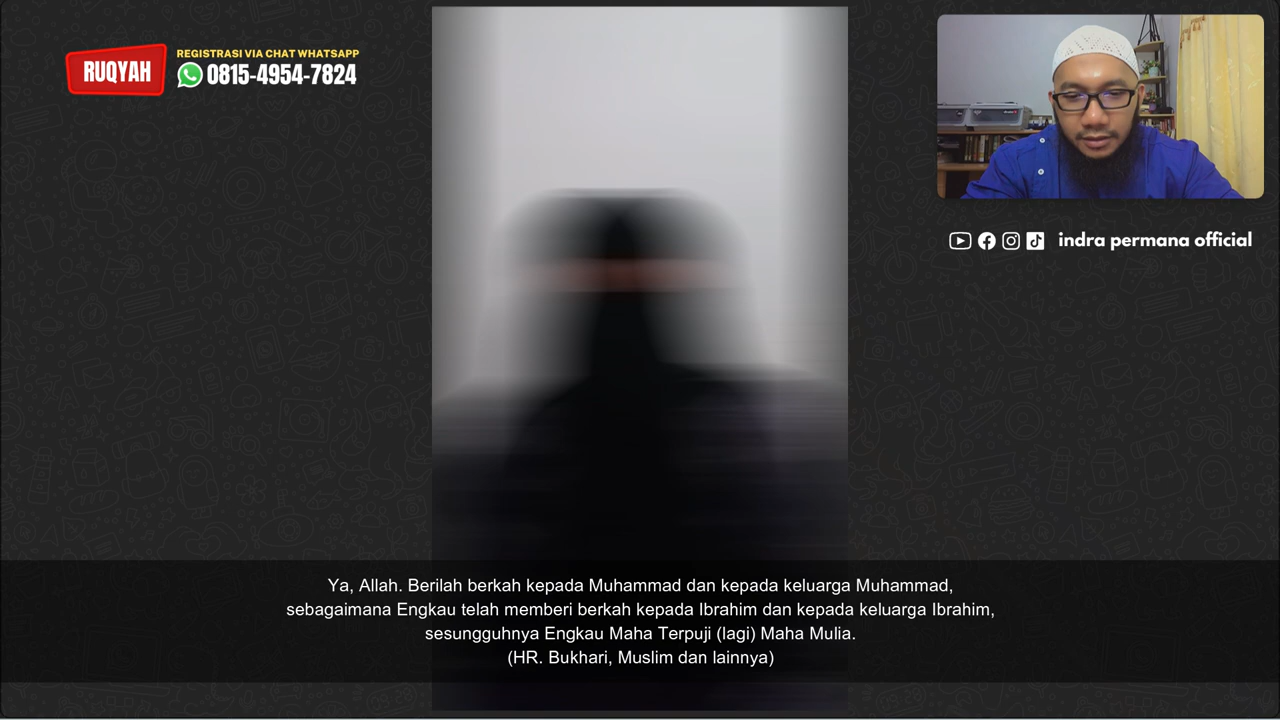 RUQYAH
REGISTRASI VIA CHAT WHATSAPP
0815-4954-7824
indra permana official
Ya, Allah. Berilah berkah kepada Muhammad dan kepada keluarga Muhammad,
sebagaimana Engkau telah memberi berkah kepada Ibrahim dan kepada keluarga Ibrahim,
sesungguhnya Engkau Maha Terpuji (lagi) Maha Mulia.
(HR. Bukhari, Muslim dan lainnya)